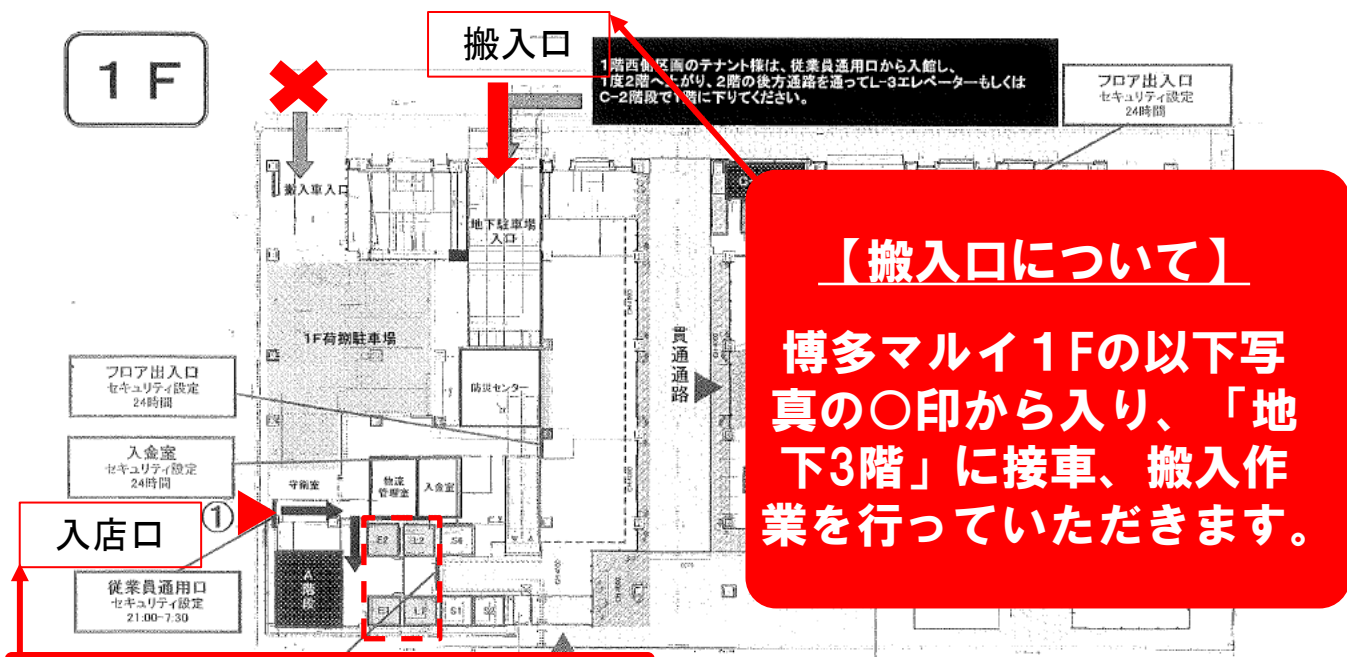 1F
搬入口
1階西側区画のテナント様は、従業員通用口から入館し、
1度2階へ上がり、2階の後方通路を通ってL-3エレベーターもしくは
C-2階段で1階に下りてください。
フロア出入口
セキュリティ設定
24時間
搬入車入口
地下駐車場
入口
【搬入口について】
博多マルイ1Fの以下写
真の○印から入り、「地
下3階」に接車、搬入作
業を行っていただきます。
1F荷捌駐車場
貫通通路
防災センター
フロア出入口
セキュリティ設定
24時間
入金室
セキュリティ設定
24時間
守衛室
物流
管理室
入金室
①
入店口
E2
L2
S6
A階段
E1
L1
S1
S2
従業員通用口
セキュリティ設定
21:00-7:30